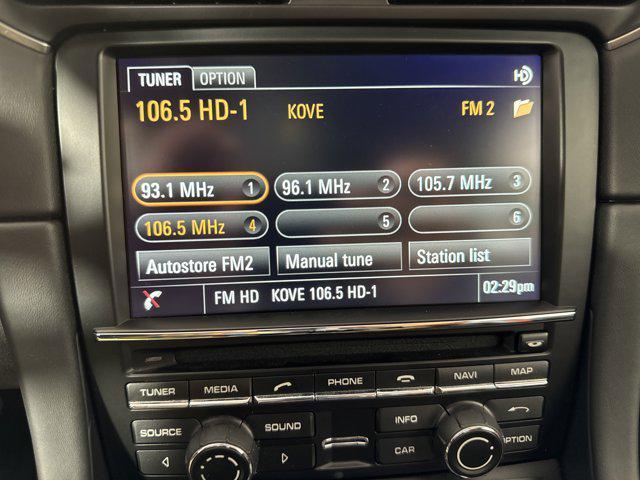 TUNER OPTION HD
106.5 HD-1 KOVE FM 2
93.1 MHz 1 96.1 MHz 2 105.7 MHz 3
106.5 MHz 4 5 6
Autostore FM2 Manual tune Station list
FM HD KOVE 106.5 HD-1 02:29pm
TUNER MEDIA PHONE NAVI MAP
SOURCE SOUND INFO
CAR OPTION